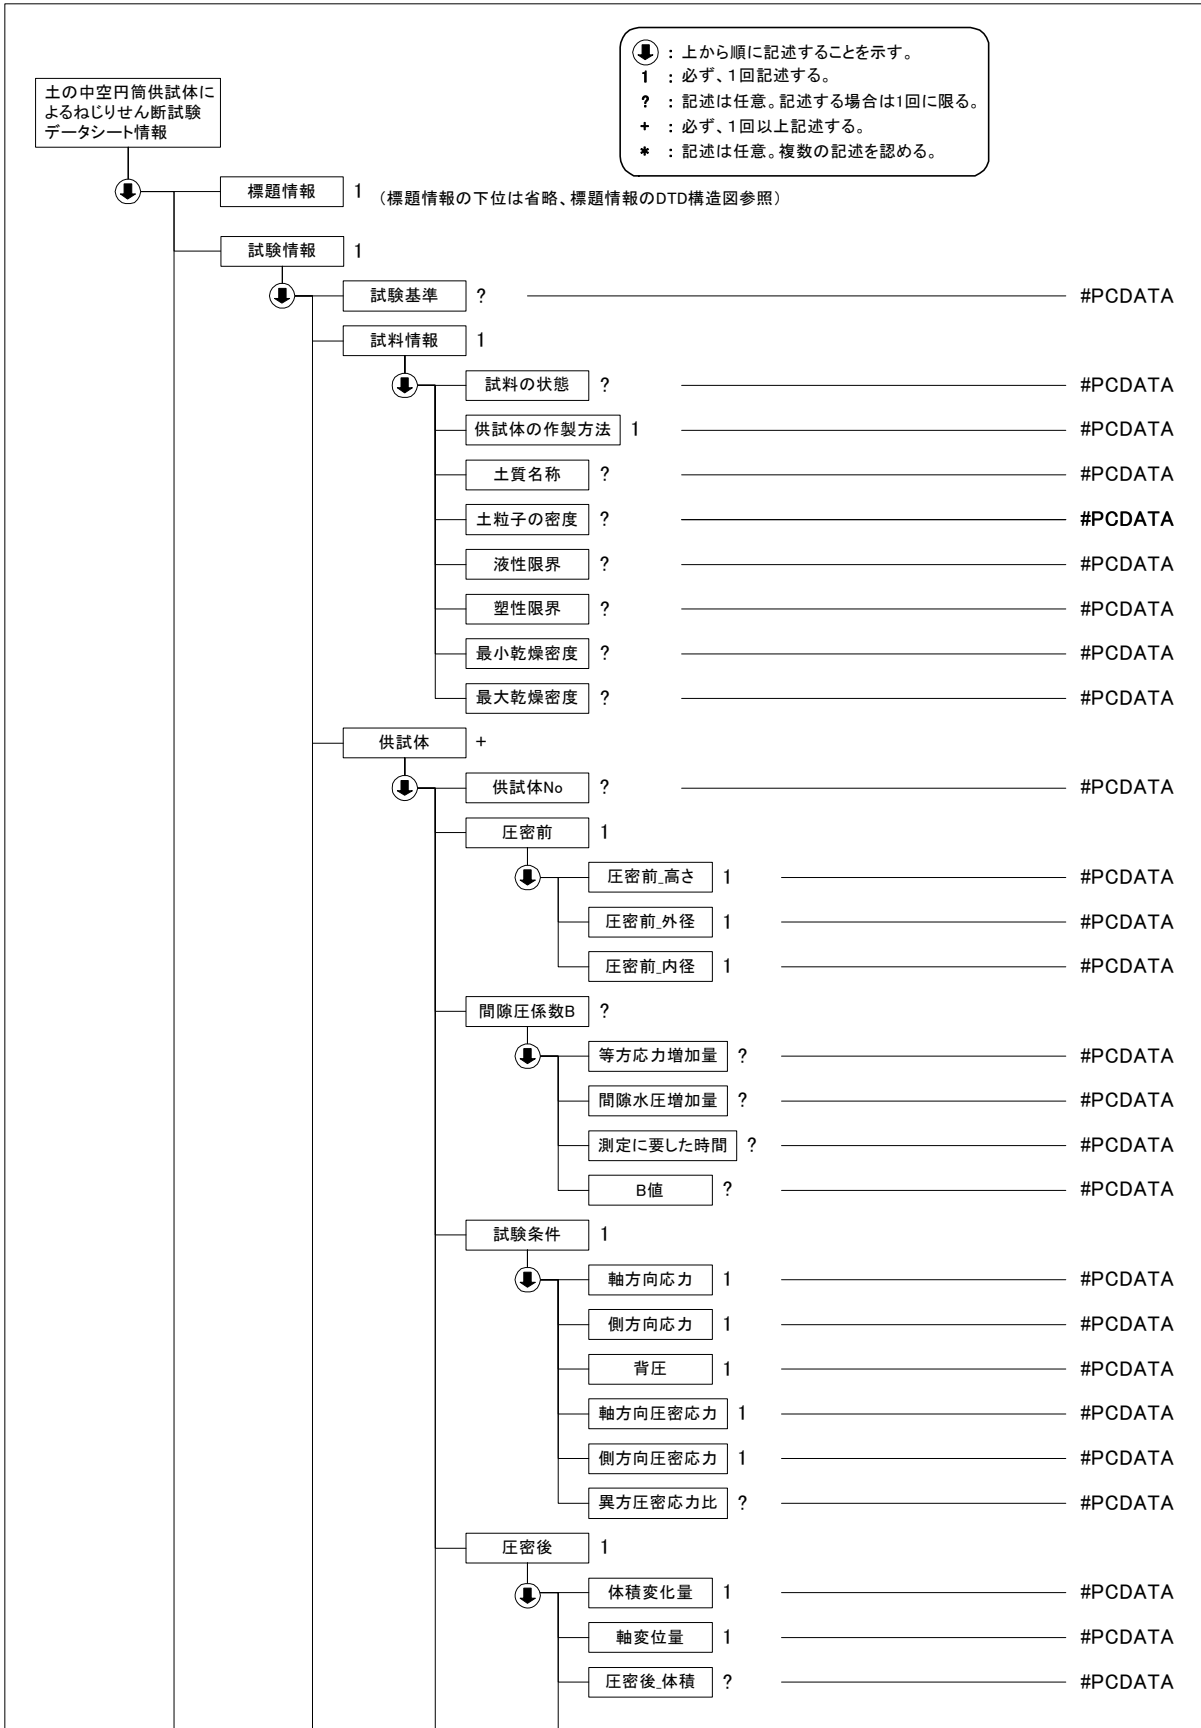 : 上から順に記述することを示す。
1 : 必ず、1回記述する。
? : 記述は任意。記述する場合は1回に限る。
+ : 必ず、1回以上記述する。
* : 記述は任意。複数の記述を認める。
土の中空円筒供試体に
よるねじりせん断試験
データシート情報
標題情報 1 (標題情報の下位は省略、標題情報のDTD構造図参照)
試験情報 1
試験基準 ? #PCDATA
試料情報 1
試料の状態 ? #PCDATA
供試体の作製方法 1 #PCDATA
土質名称 ? #PCDATA
土粒子の密度 ? #PCDATA
液性限界 ? #PCDATA
塑性限界 ? #PCDATA
最小乾燥密度 ? #PCDATA
最大乾燥密度 ? #PCDATA
供試体 +
供試体No ? #PCDATA
圧密前 1
圧密前_高さ 1 #PCDATA
圧密前_外径 1 #PCDATA
圧密前_内径 1 #PCDATA
間隙圧係数B ?
等方応力増加量 ? #PCDATA
間隙水圧増加量 ? #PCDATA
測定に要した時間 ? #PCDATA
B値 ? #PCDATA
試験条件 1
軸方向応力 1 #PCDATA
側方向応力 1 #PCDATA
背圧 1 #PCDATA
軸方向圧密応力 1 #PCDATA
側方向圧密応力 1 #PCDATA
異方圧密応力比 ? #PCDATA
圧密後 1
体積変化量 1 #PCDATA
軸変位量 1 #PCDATA
圧密後_体積 ? #PCDATA